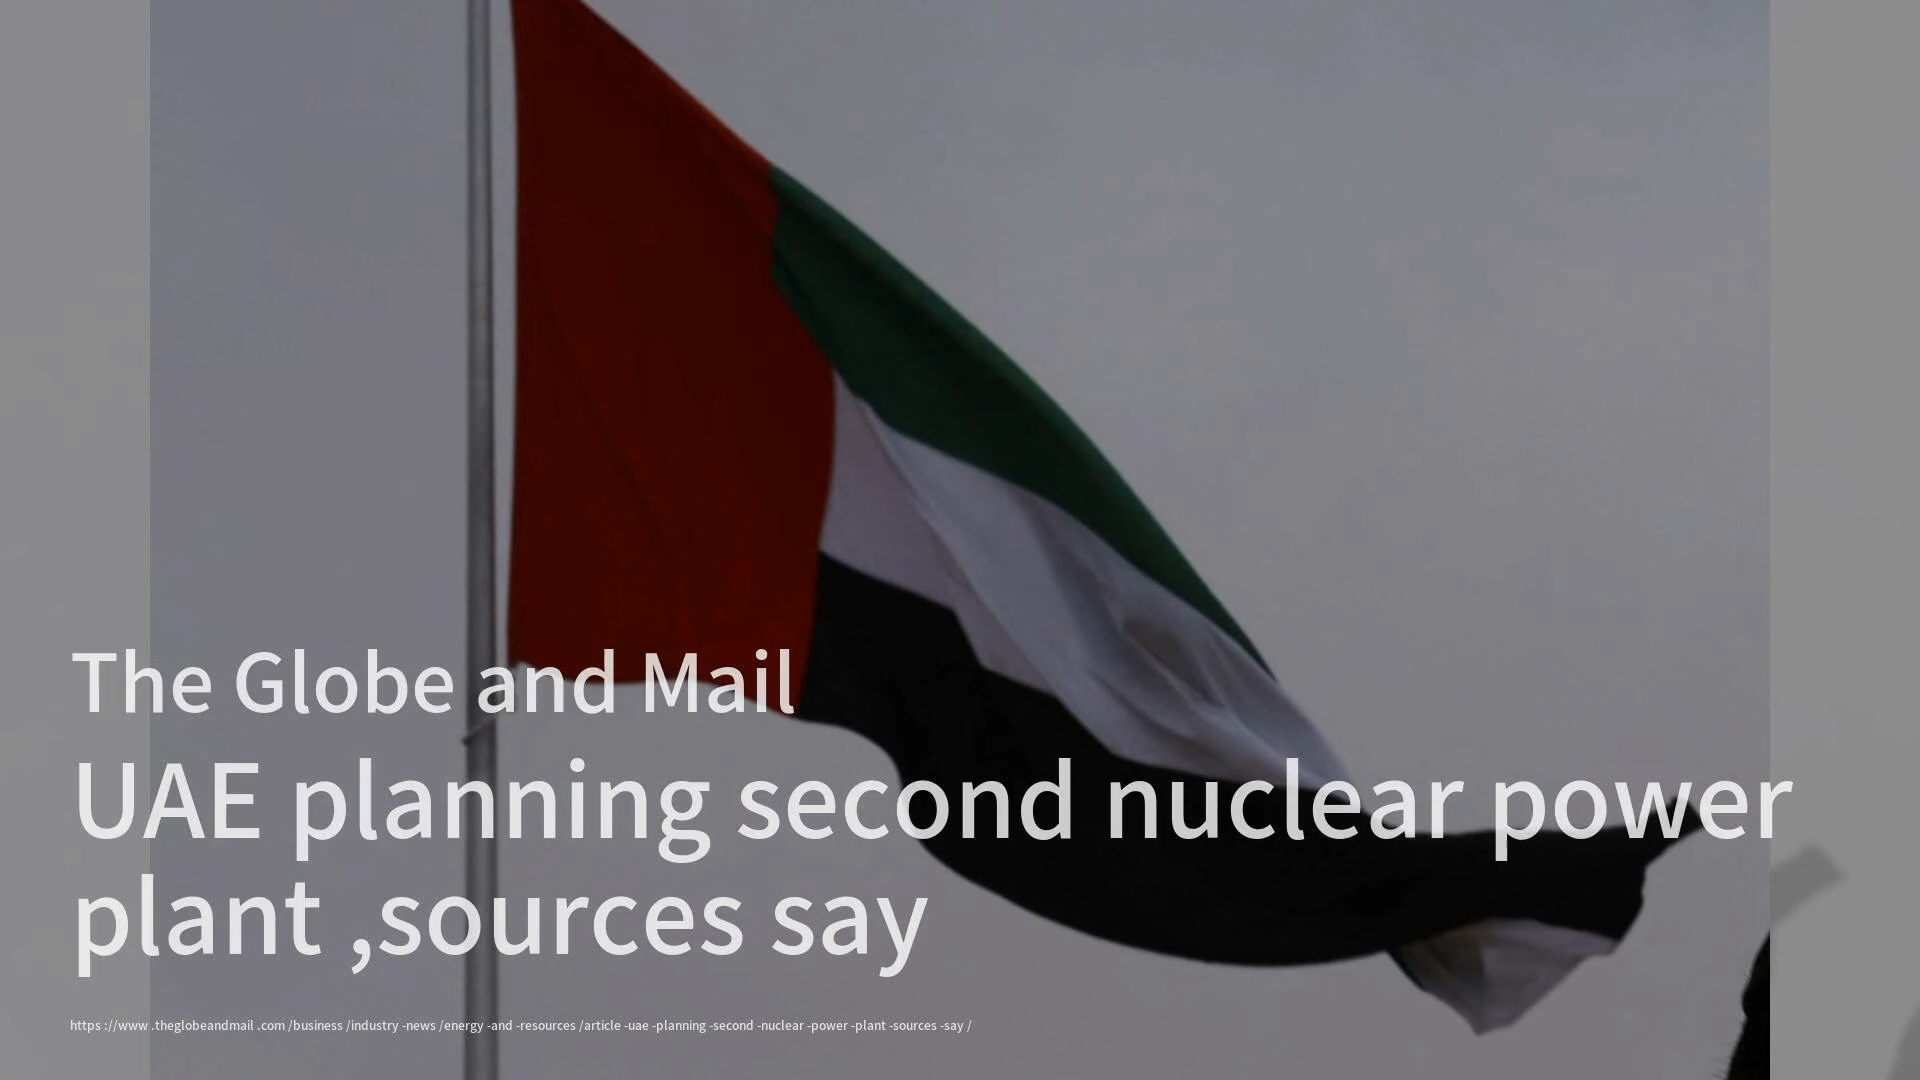 The Globe and Mail
UAE planning second nuclear power
plant ,sources say
https ://www .theglobeandmail .com /business /industry -news /energy -and -resources /article -uae -planning -second -nuclear -power -plant -sources -say /